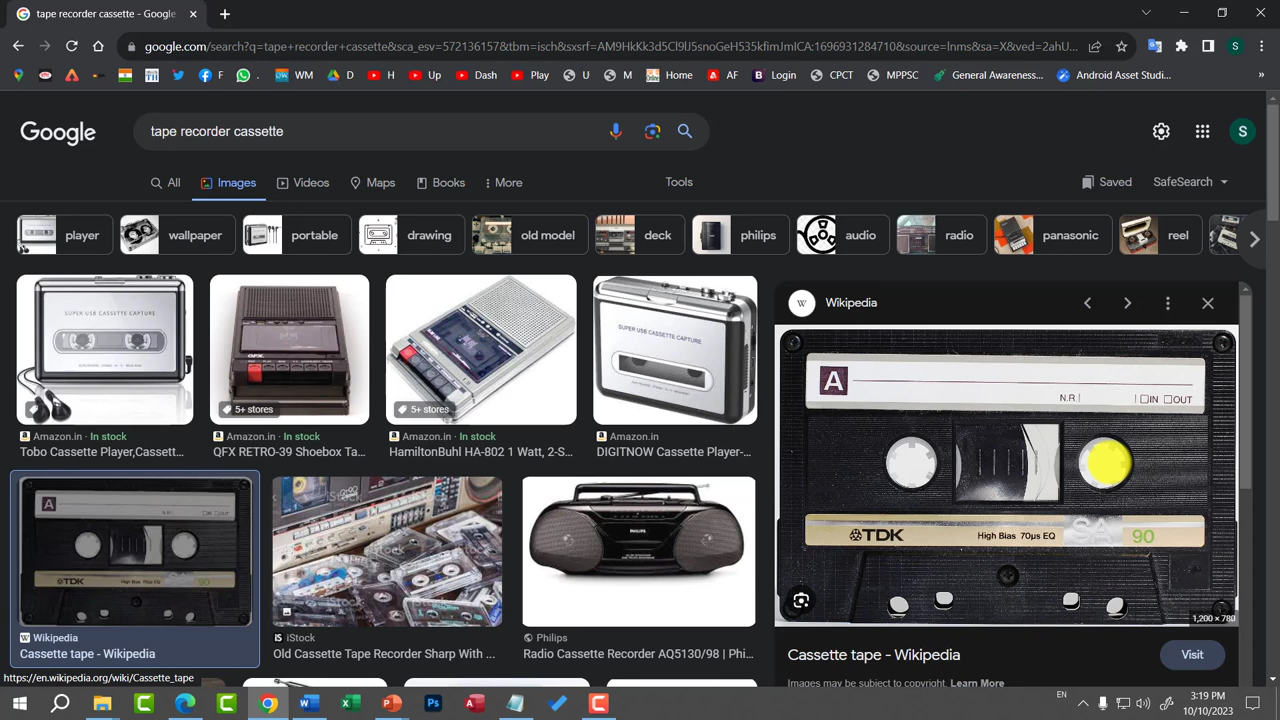 tape recorder cassette - Google
google.com/search?q=tape+recorder+cassette&sca_esv=572136157&tbm=isch&sxsrf=AM9HkKk3d5Cl9lJ5snoGeH535kfimJmICA:1696931284710&source=lnms&sa=X&ved=2ahU...
WM D H Up Dash Play U M Home AF Login CPCT MPPSC General Awareness... Android Asset Studi... »
Google
tape recorder cassette
S
All Images Videos Maps Books More Tools Saved SafeSearch
player wallpaper portable drawing old model deck philips audio radio panasonic reel
SUPER USB CASSETTE CAPTURE
QFX
5+ stores
5+ stores
SUPER USB CASSETTE CAPTURE
Amazon.in · In stock
Tobo Cassette Player,Cassett...
Amazon.in · In stock
QFX RETRO-39 Shoebox Ta...
Amazon.in · In stock
HamiltonBuhl HA-802 1 Watt, 2-S...
Amazon.in
DIGITNOW Cassette Player-...
A
TDK
90
Wikipedia
Cassette tape - Wikipedia
iStock
Old Cassette Tape Recorder Sharp With ...
PHILIPS
Philips
Radio Cassette Recorder AQ5130/98 | Phi...
W Wikipedia
A
N.R. IN OUT
TDK High Bias 70µs EQ SA 90
1,200 × 780
Cassette tape - Wikipedia
Visit
Images may be subject to copyright. Learn More
https://en.wikipedia.org/wiki/Cassette_tape
EN
3:19 PM
10/10/2023